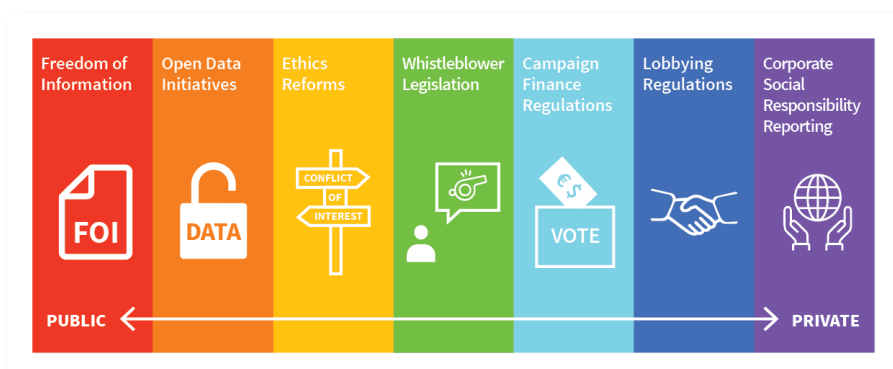 Freedom of
Information
Open Data
Initiatives
Ethics
Reforms
Whistleblower
Legislation
Campaign
Finance
Regulations
Lobbying
Regulations
Corporate
Social
Responsibility
Reporting
FOI
DATA
CONFLICT
OF
INTEREST
€ $
VOTE
PUBLIC
PRIVATE